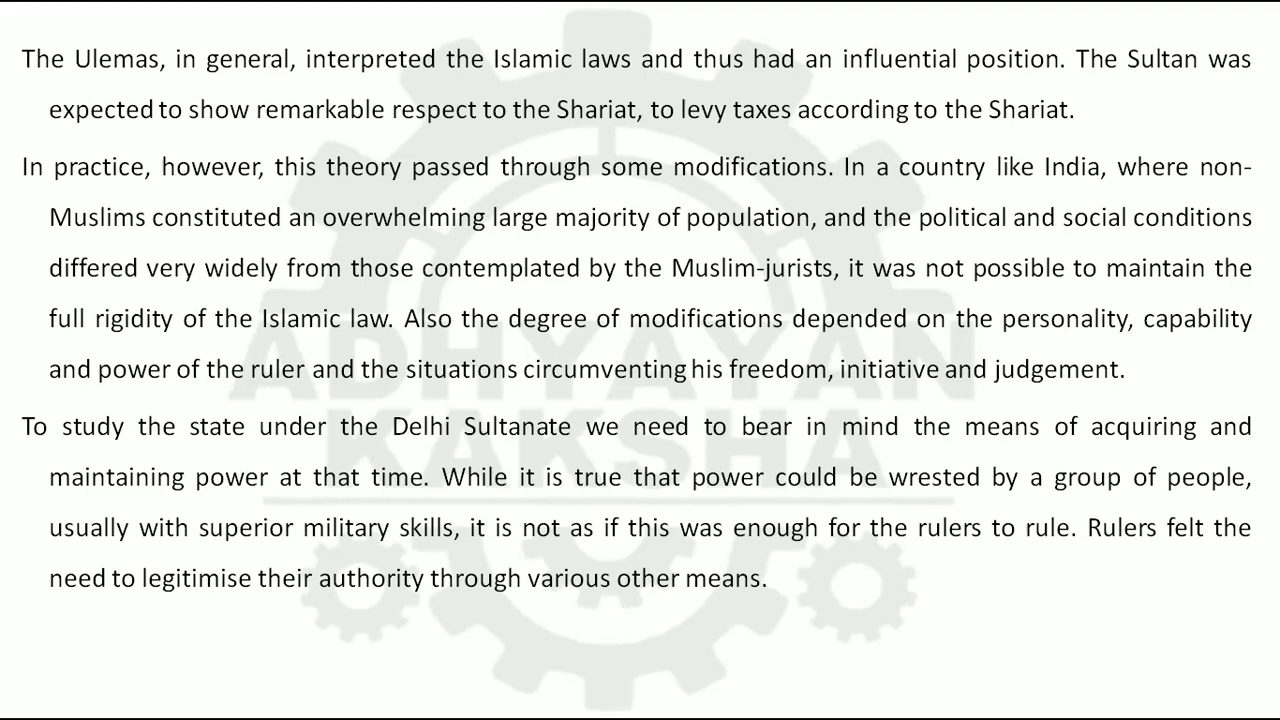 The Ulemas, in general, interpreted the Islamic laws and thus had an influential position. The Sultan was
expected to show remarkable respect to the Shariat, to levy taxes according to the Shariat.
In practice, however, this theory passed through some modifications. In a country like India, where non-
Muslims constituted an overwhelming large majority of population, and the political and social conditions
differed very widely from those contemplated by the Muslim-jurists, it was not possible to maintain the
full rigidity of the Islamic law. Also the degree of modifications depended on the personality, capability
and power of the ruler and the situations circumventing his freedom, initiative and judgement.
To study the state under the Delhi Sultanate we need to bear in mind the means of acquiring and
maintaining power at that time. While it is true that power could be wrested by a group of people,
usually with superior military skills, it is not as if this was enough for the rulers to rule. Rulers felt the
need to legitimise their authority through various other means.
ADHYAYAN
KAKSHA